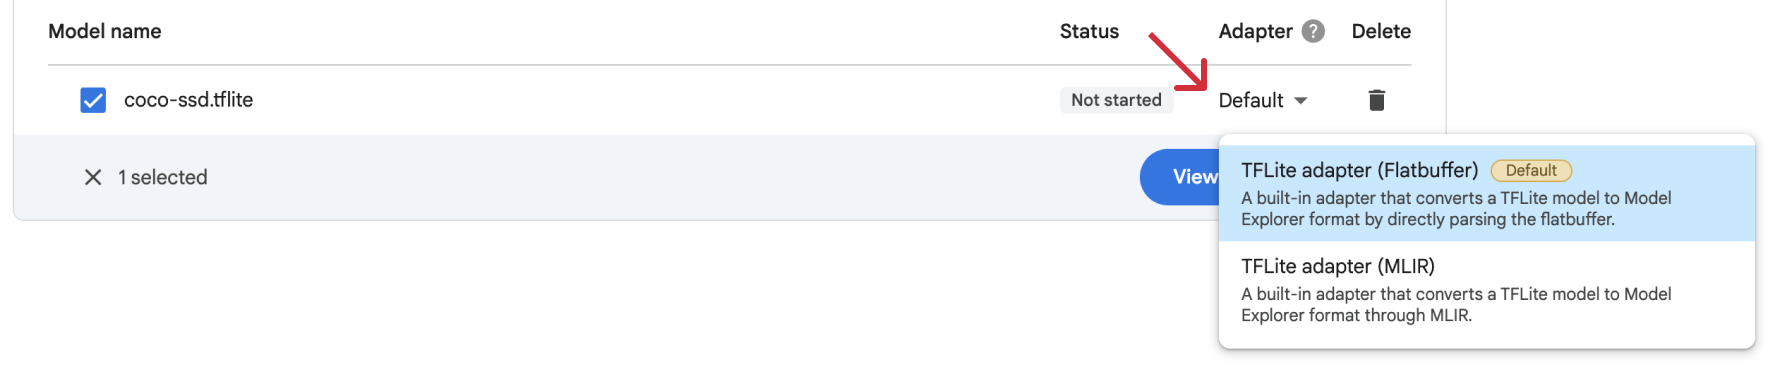 Model name Status Adapter ? Delete
coco-ssd.tflite Not started Default
1 selected View
TFLite adapter (Flatbuffer) Default
A built-in adapter that converts a TFLite model to Model
Explorer format by directly parsing the flatbuffer.
TFLite adapter (MLIR)
A built-in adapter that converts a TFLite model to Model
Explorer format through MLIR.